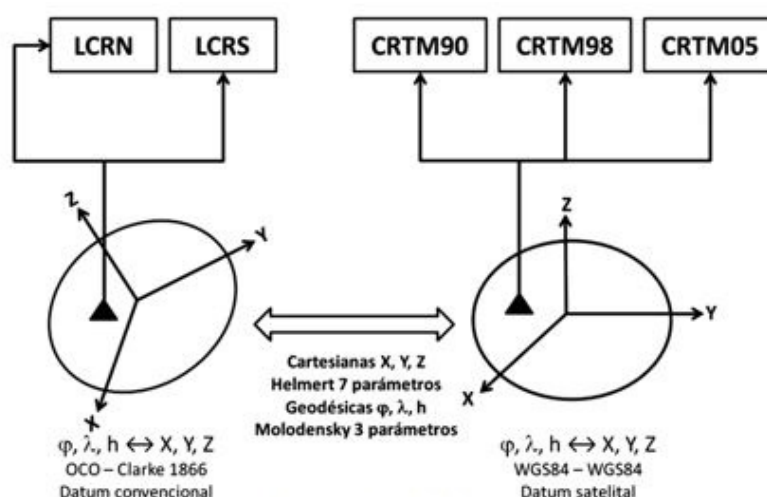 LCRN LCRS CRTM90 CRTM98 CRTM05
Z
Y
X
Z
Y
X
Cartesianas X, Y, Z
Helmert 7 parámetros
Geodésicas φ, λ, h
Molodensky 3 parámetros
φ, λ, h ↔ X, Y, Z
OCO – Clarke 1866
Datum convencional
φ, λ, h ↔ X, Y, Z
WGS84 – WGS84
Datum satelital